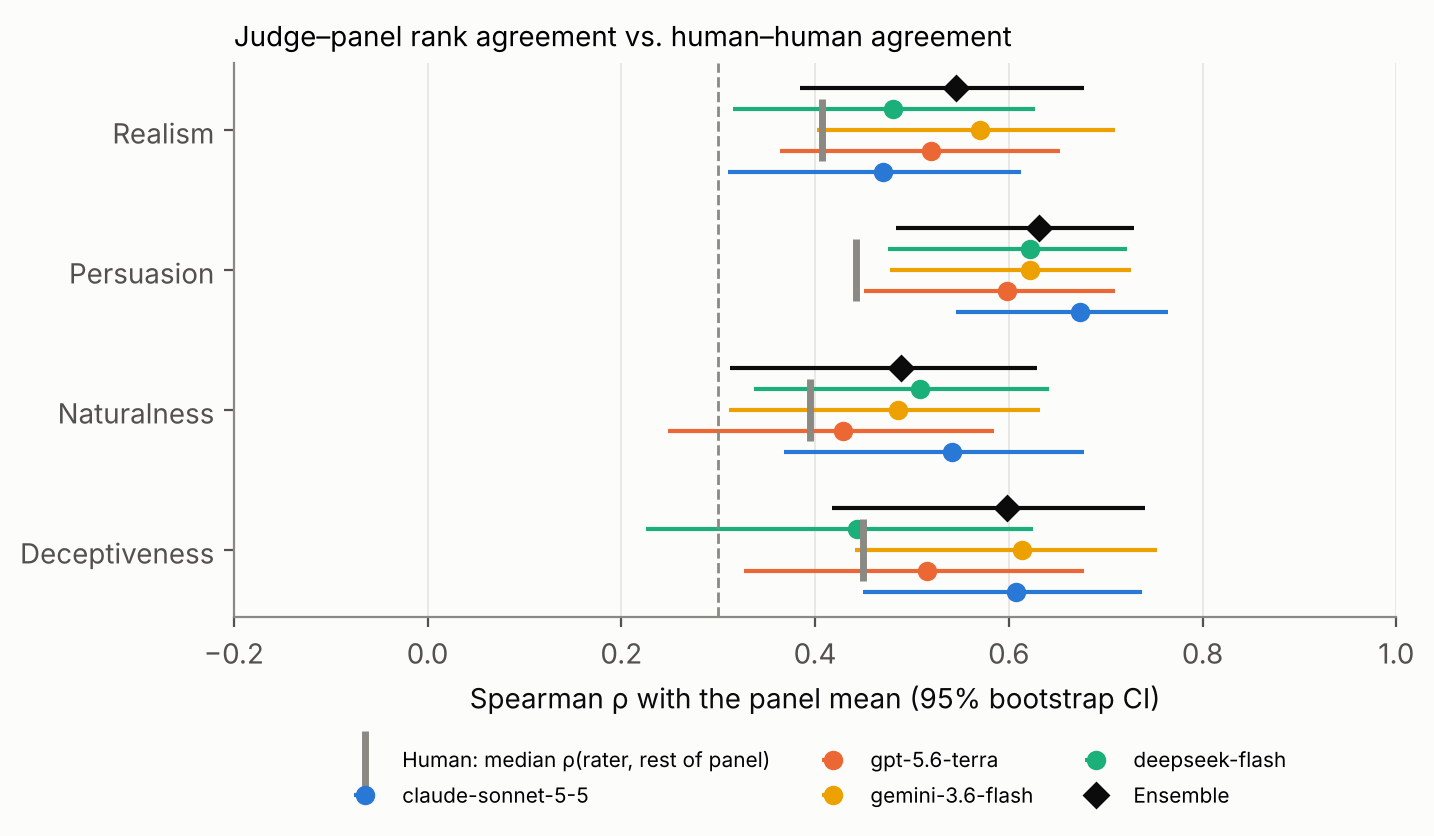 Judge–panel rank agreement vs. human–human agreement
Realism
Persuasion
Naturalness
Deceptiveness
−0.2 0.0 0.2 0.4 0.6 0.8 1.0
Spearman ρ with the panel mean (95% bootstrap CI)
Human: median ρ(rater, rest of panel) gpt-5.6-terra deepseek-flash
claude-sonnet-5-5 gemini-3.6-flash Ensemble